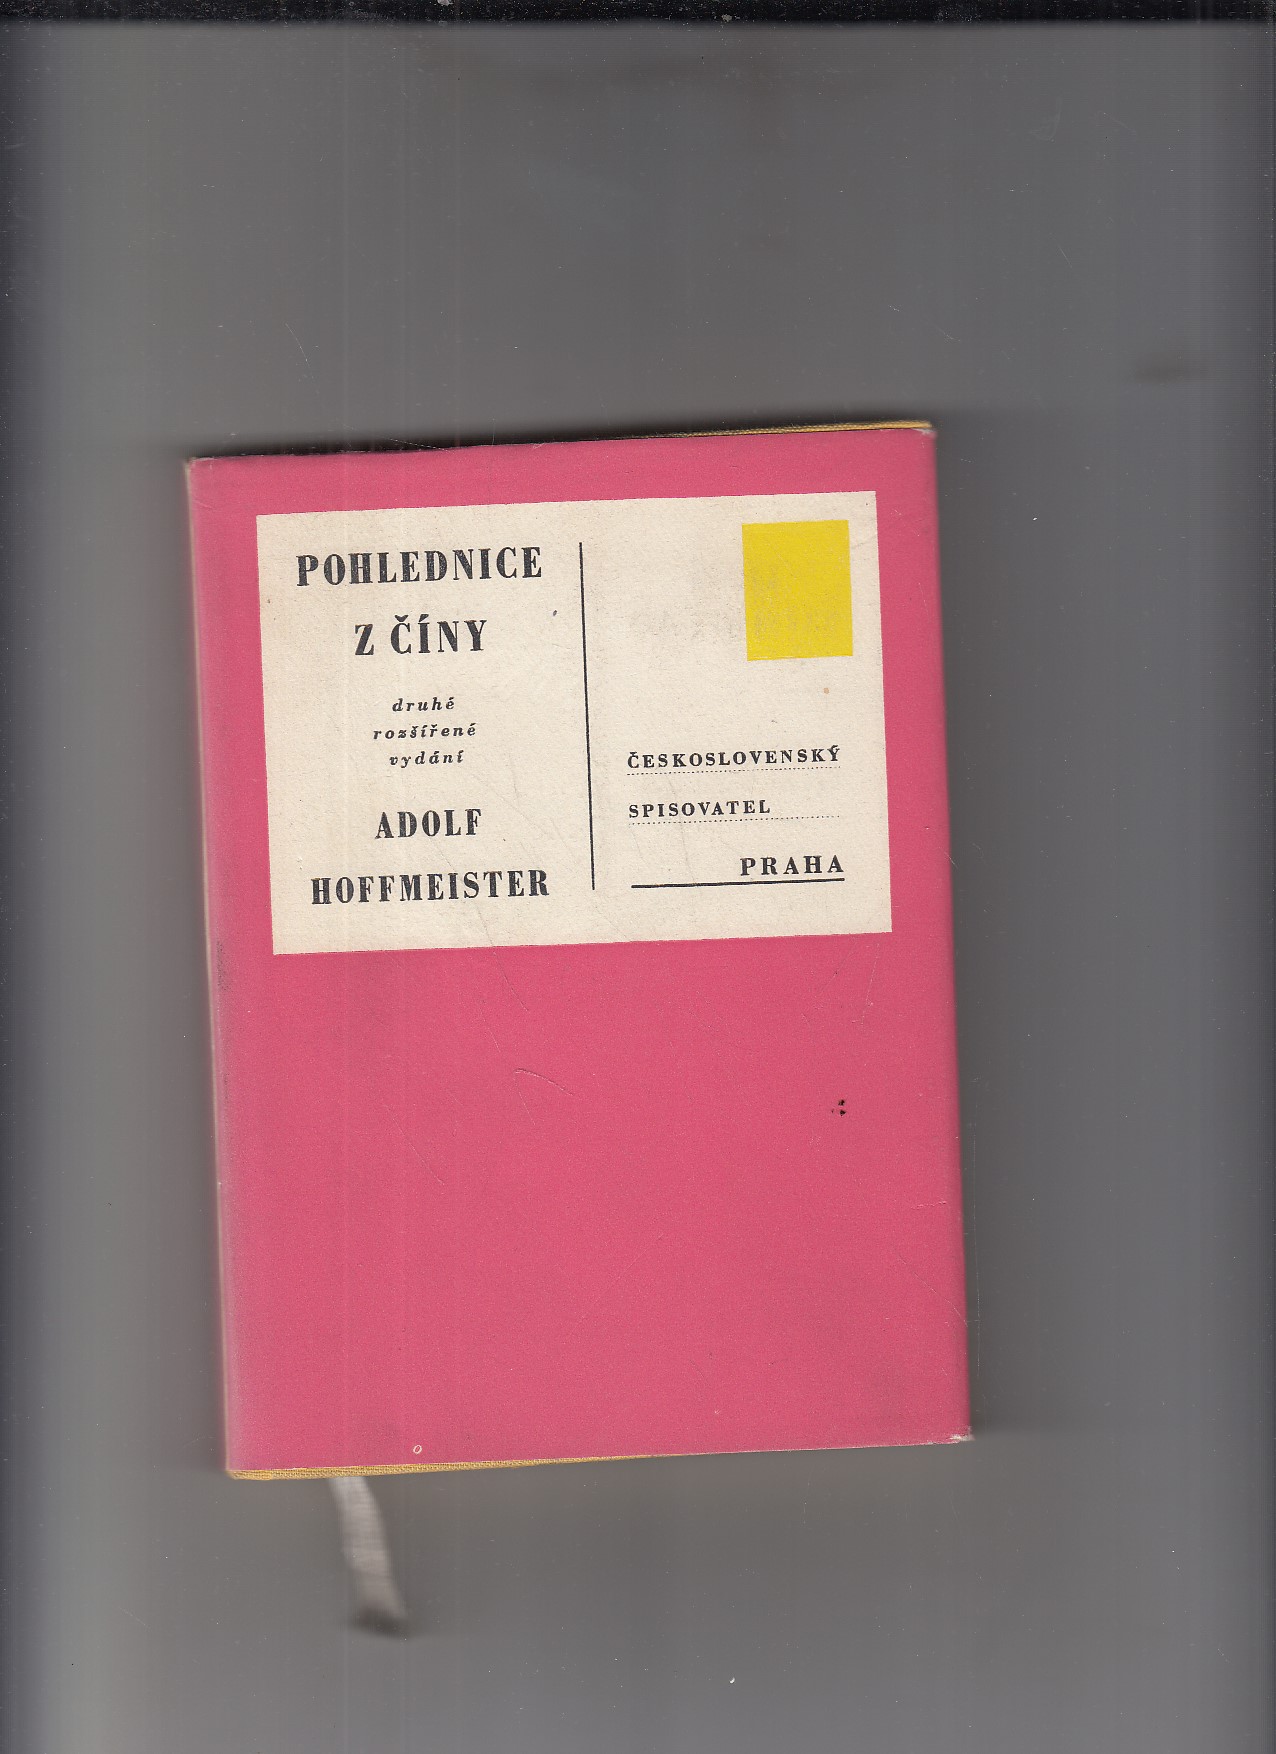 POHLEDNICE
Z ČÍNY
druhé
rozšířené
vydání
ADOLF
HOFFMEISTER
ČESKOSLOVENSKÝ
SPISOVATEL
PRAHA